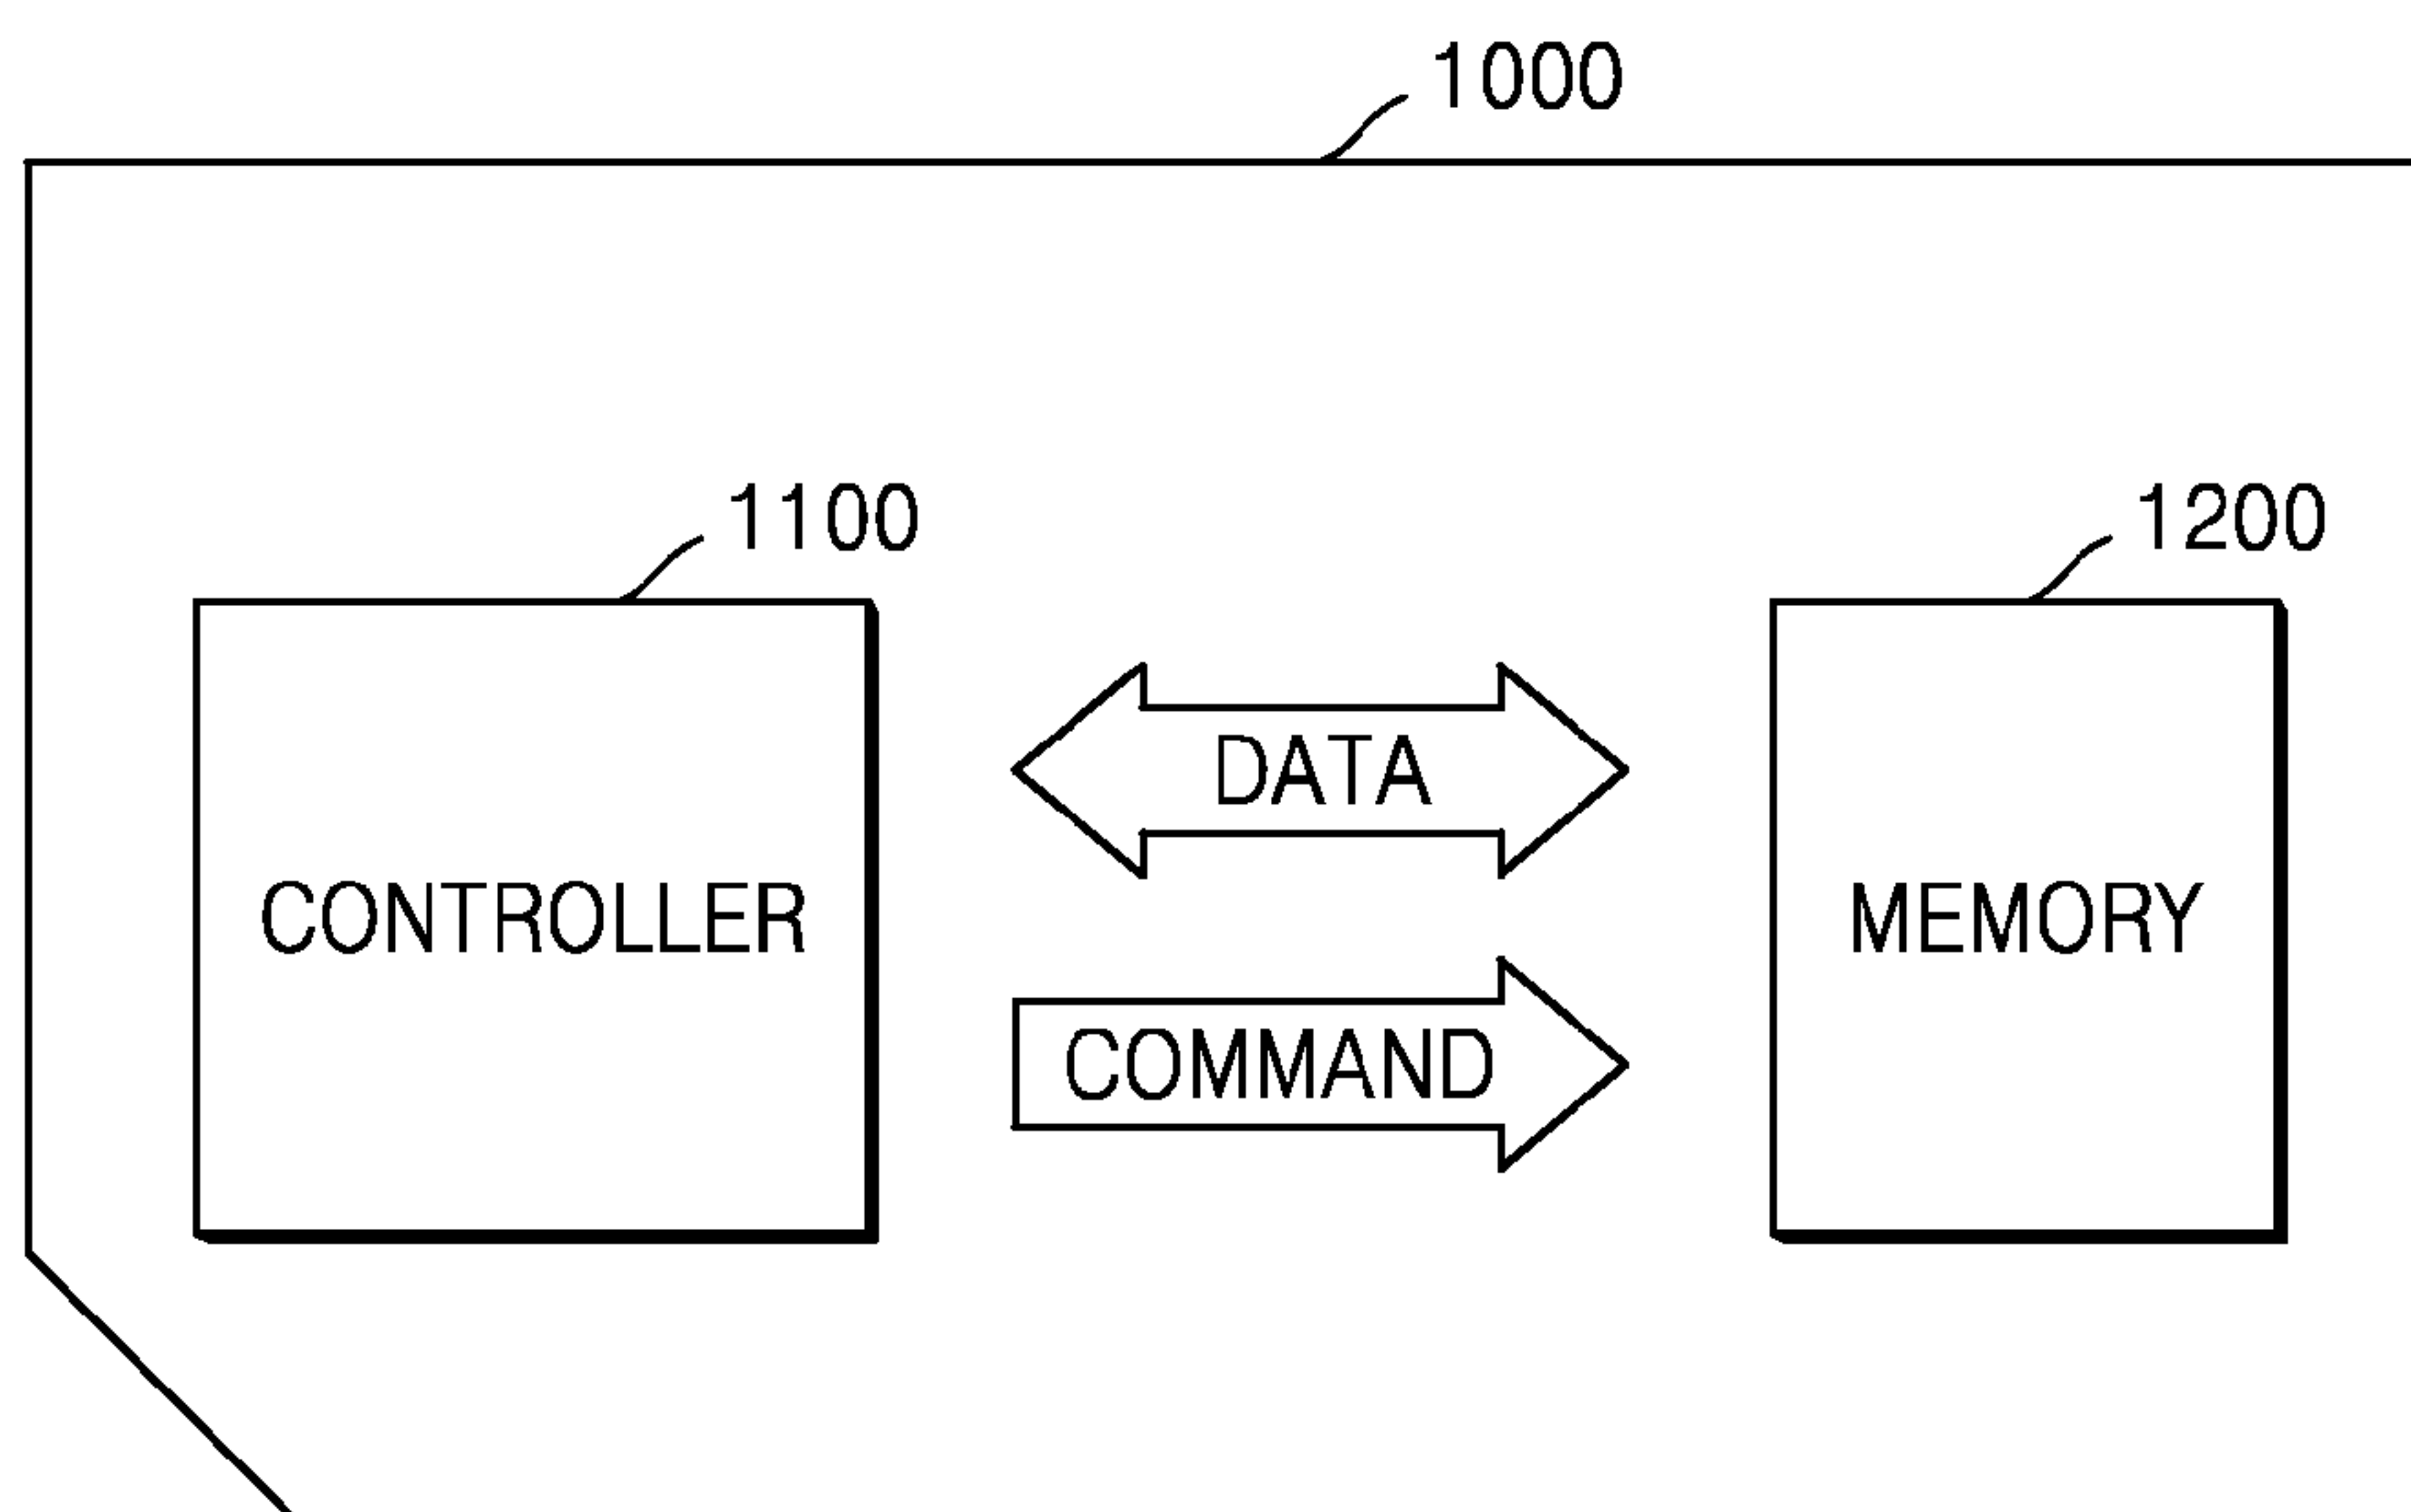 1000
1100
1200
DATA
CONTROLLER
MEMORY
COMMAND